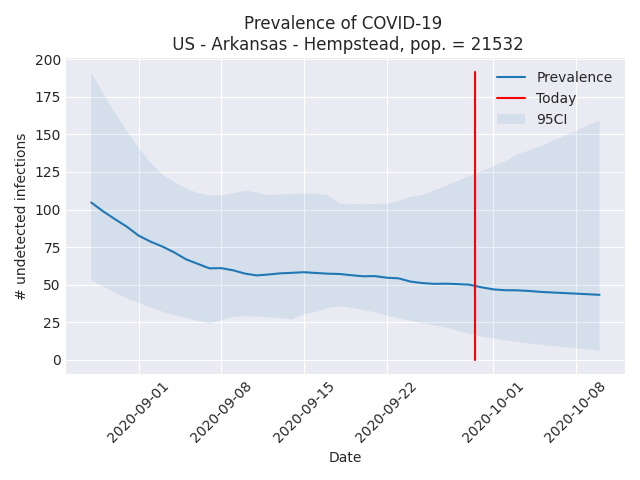 Prevalence of COVID-19
US - Arkansas - Hempstead, pop. = 21532
200
175
150
125
100
75
50
25
0
# undetected infections
Prevalence
Today
95CI
2020-09-01
2020-09-08
2020-09-15
2020-09-22
2020-10-01
2020-10-08
Date